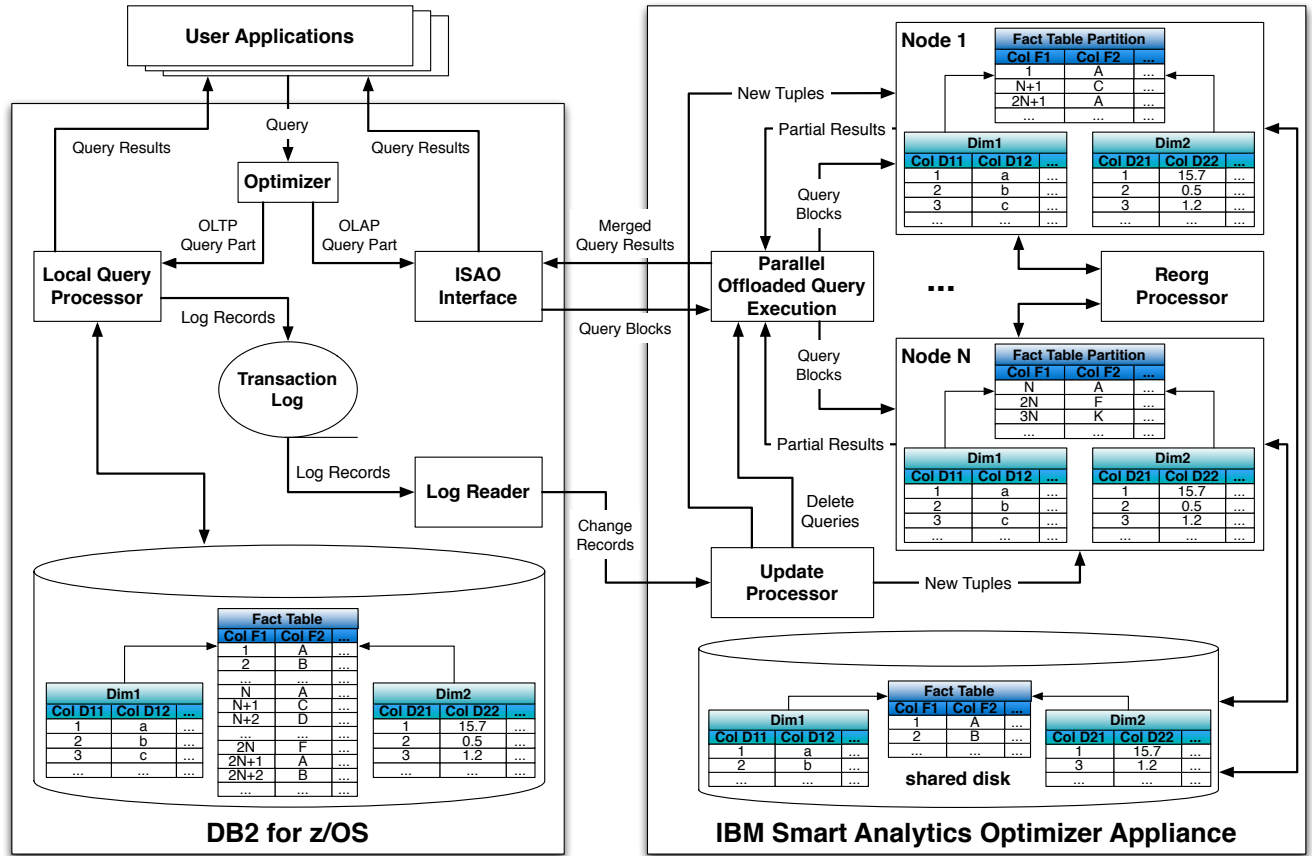 User Applications
Query Results
Query
Query Results
Optimizer
OLTP
Query Part
OLAP
Query Part
Local Query
Processor
ISAO
Interface
Log Records
Transaction
Log
Log Records
Log Reader
Fact Table
Col F1 Col F2 ...
1 A ...
2 B ...
... ... ...
N A ...
N+1 C ...
N+2 D ...
... ... ...
2N F ...
2N+1 A ...
2N+2 B ...
... ... ...
Dim1
Col D11 Col D12 ...
1 a ...
2 b ...
3 c ...
... ... ...
Dim2
Col D21 Col D22 ...
1 15.7 ...
2 0.5 ...
3 1.2 ...
... ... ...
DB2 for z/OS
Merged
Query Results
Query Blocks
Change
Records
New Tuples
Partial Results
Query
Blocks
Parallel
Offloaded Query
Execution
Query
Blocks
Partial Results
Delete
Queries
Update
Processor
New Tuples
Node 1
Fact Table Partition
Col F1 Col F2 ...
1 A ...
N+1 C ...
2N+1 A ...
... ... ...
Dim1
Col D11 Col D12 ...
1 a ...
2 b ...
3 c ...
... ... ...
Dim2
Col D21 Col D22 ...
1 15.7 ...
2 0.5 ...
3 1.2 ...
... ... ...
...
Reorg
Processor
Node N
Fact Table Partition
Col F1 Col F2 ...
N A ...
2N F ...
3N K ...
... ... ...
Dim1
Col D11 Col D12 ...
1 a ...
2 b ...
3 c ...
... ... ...
Dim2
Col D21 Col D22 ...
1 15.7 ...
2 0.5 ...
3 1.2 ...
... ... ...
Fact Table
Col F1 Col F2 ...
1 A ...
2 B ...
... ... ...
Dim1
Col D11 Col D12 ...
1 a ...
2 b ...
... ... ...
Dim2
Col D21 Col D22 ...
1 15.7 ...
3 1.2 ...
... ... ...
shared disk
IBM Smart Analytics Optimizer Appliance